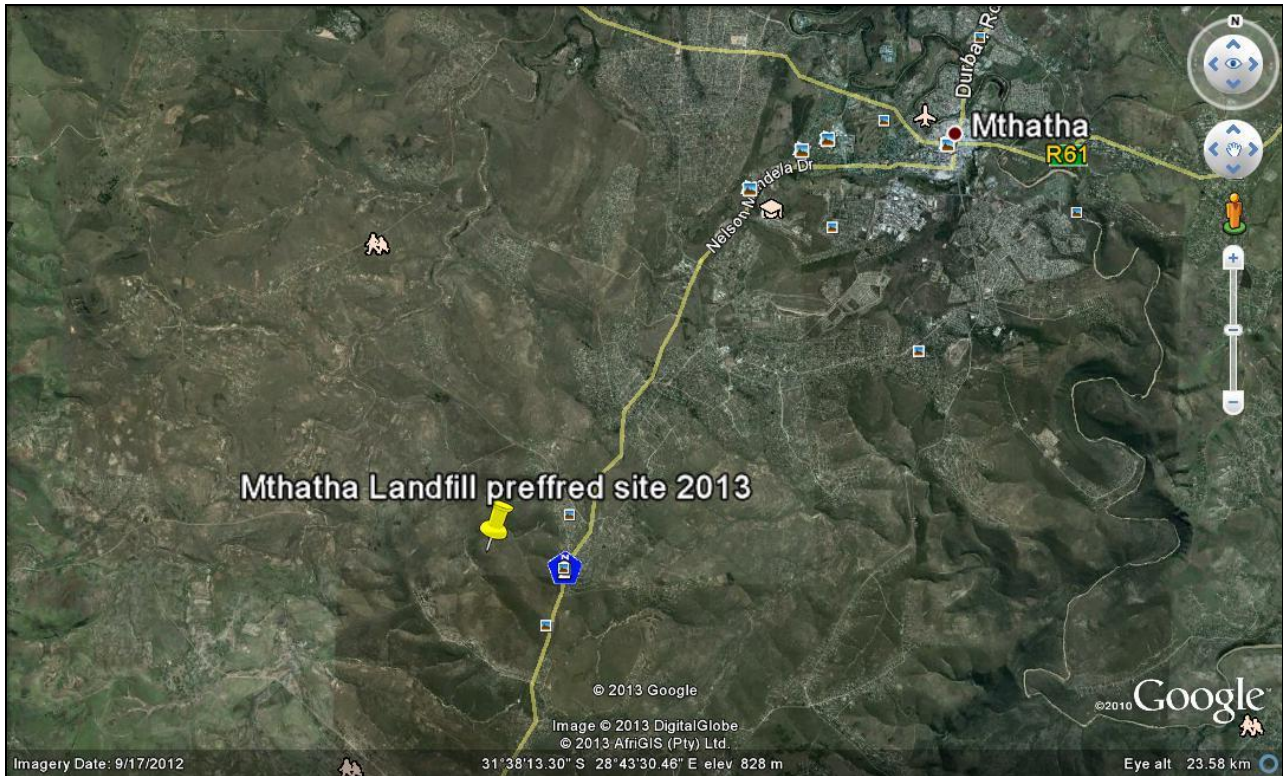 N
Durban Ro
Mthatha
R61
Nelson Mandela Dr
Mthatha Landfill preffred site 2013
N
© 2013 Google
©2010 Google
Image © 2013 DigitalGlobe
© 2013 AfriGIS (Pty) Ltd.
Imagery Date: 9/17/2012 31°38'13.30" S 28°43'30.46" E elev 828 m Eye alt 23.58 km